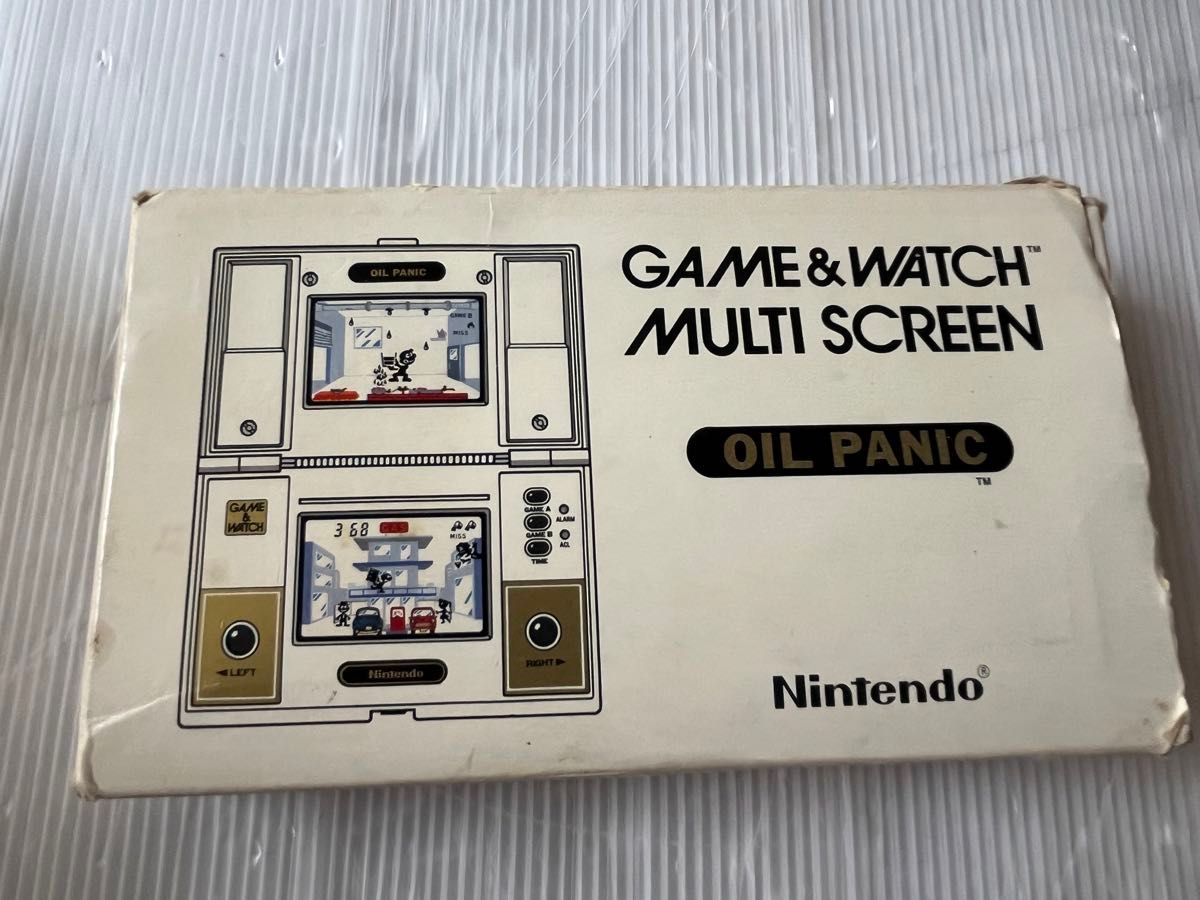 GAME & WATCH™
MULTI SCREEN
OIL PANIC
™
Nintendo®
OIL PANIC
GAME B
MISS
GAME
&
WATCH
368
GAS
MISS
GAME A
ALARM
GAME B
ACL
TIME
◄LEFT
RIGHT►
Nintendo